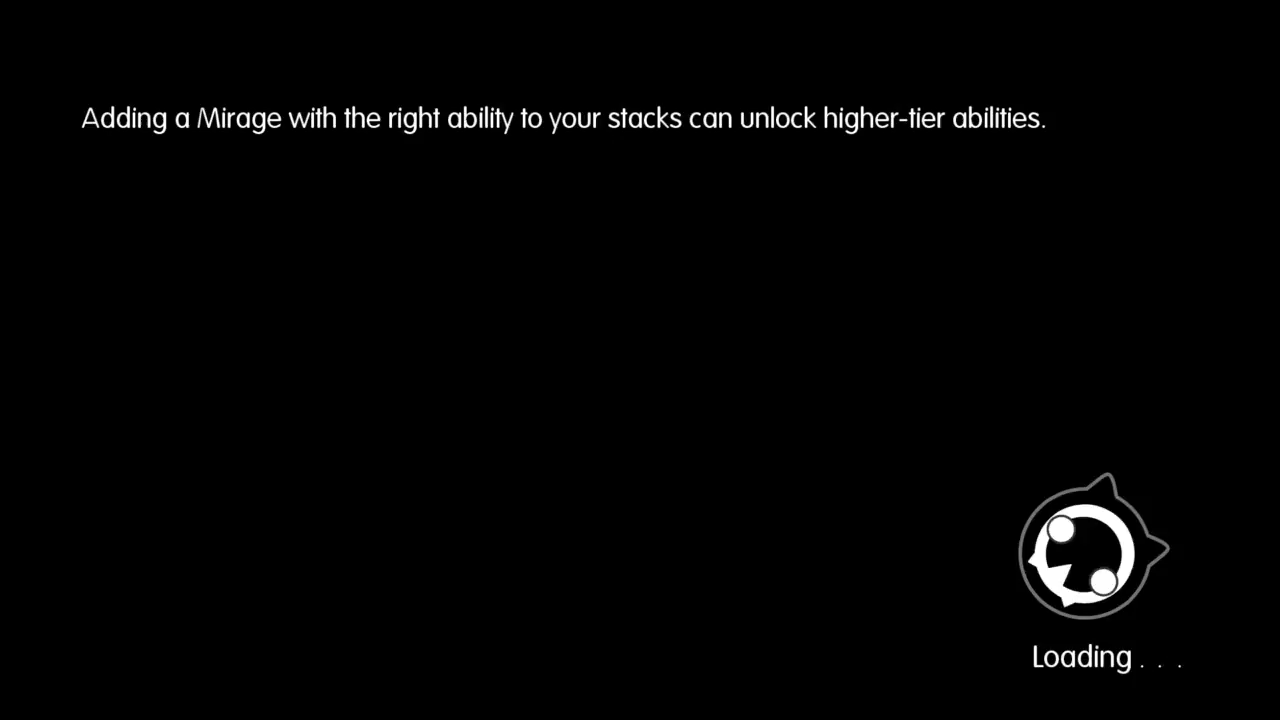 Adding a Mirage with the right ability to your stacks can unlock higher-tier abilities.
Loading . . .